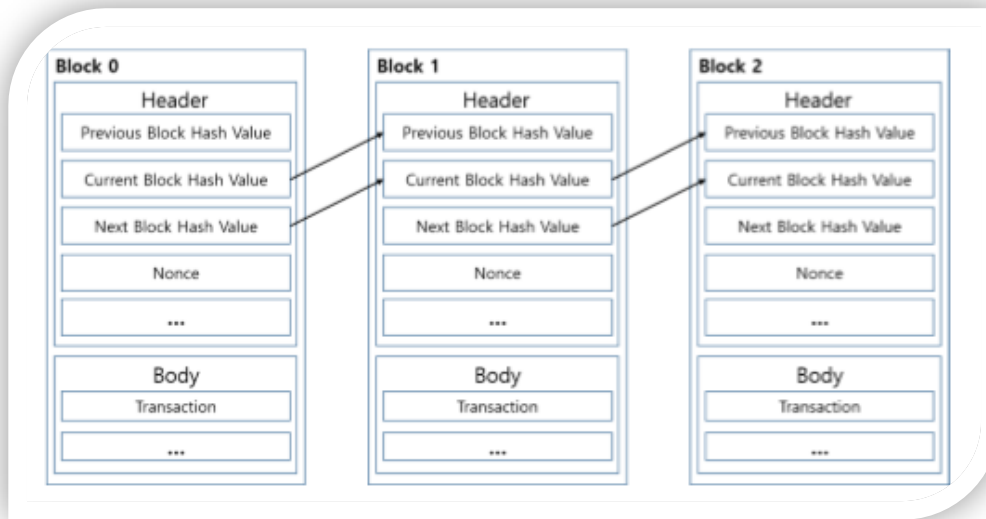 Block 0
Header
Previous Block Hash Value
Current Block Hash Value
Next Block Hash Value
Nonce
...
Body
Transaction
...
Block 1
Header
Previous Block Hash Value
Current Block Hash Value
Next Block Hash Value
Nonce
...
Body
Transaction
...
Block 2
Header
Previous Block Hash Value
Current Block Hash Value
Next Block Hash Value
Nonce
...
Body
Transaction
...